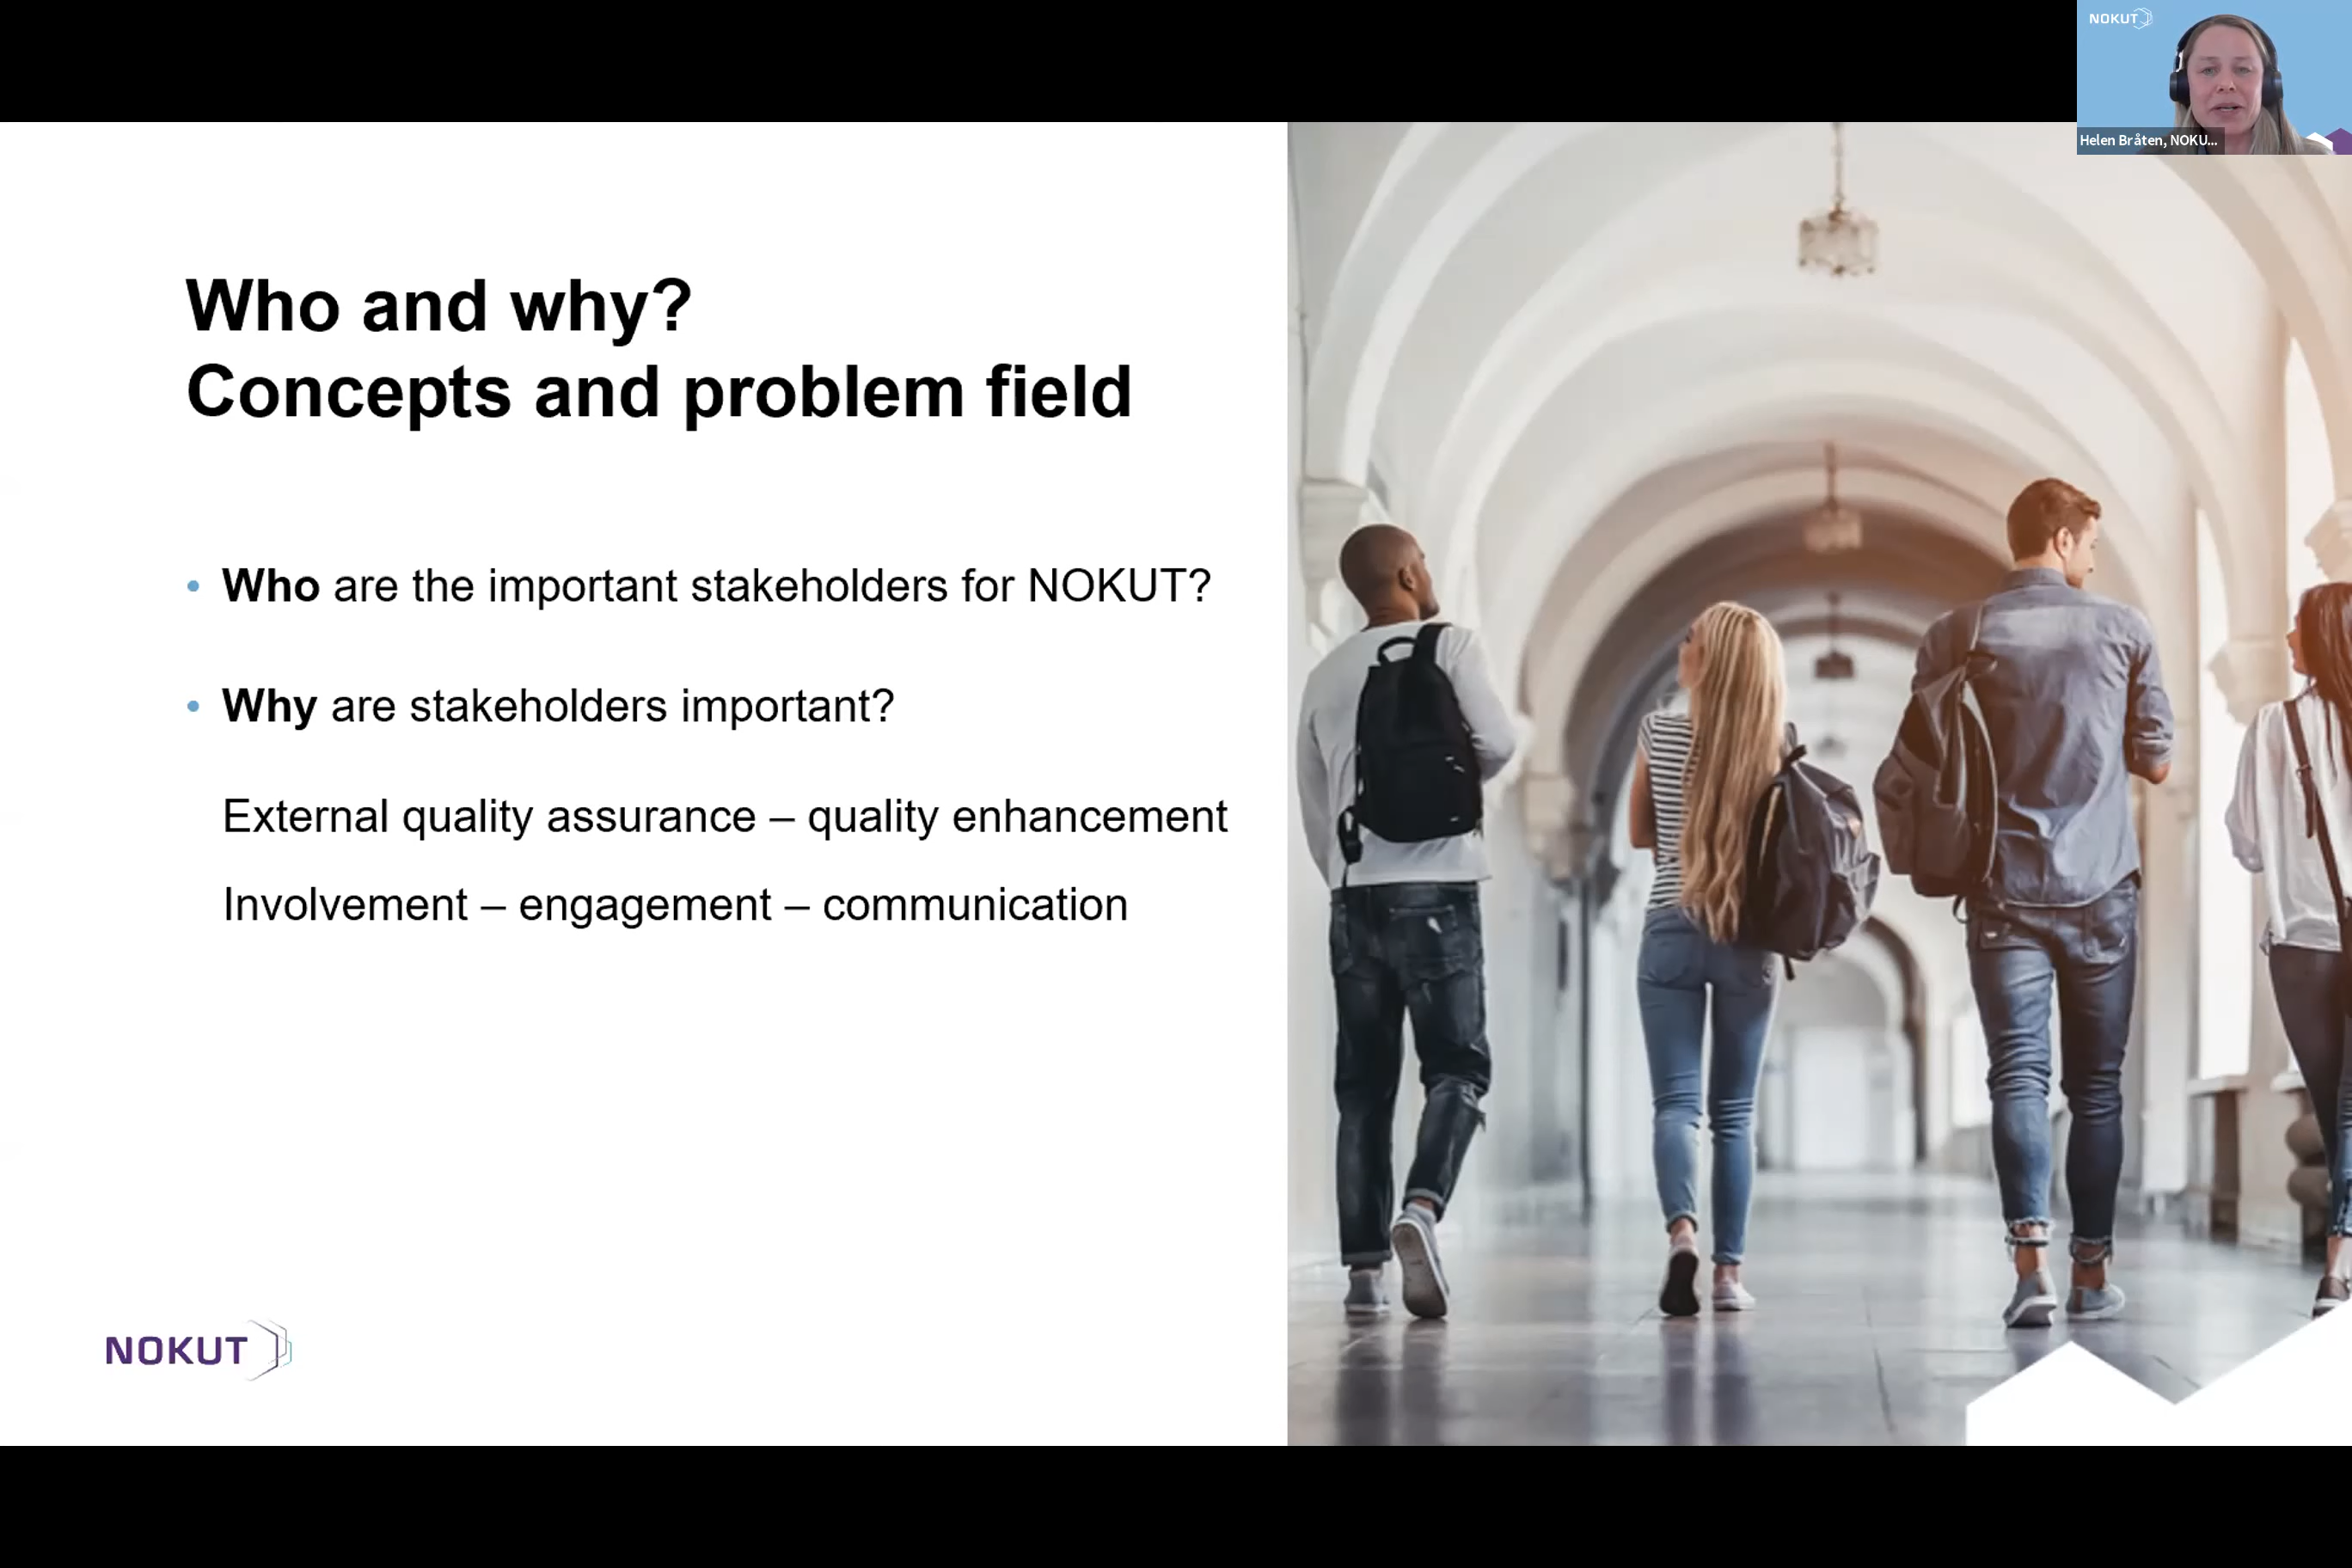 NOKUT
Helen Bråten, NOKU...
Who and why?
Concepts and problem field
• Who are the important stakeholders for NOKUT?
• Why are stakeholders important?
External quality assurance – quality enhancement
Involvement – engagement – communication
NOKUT